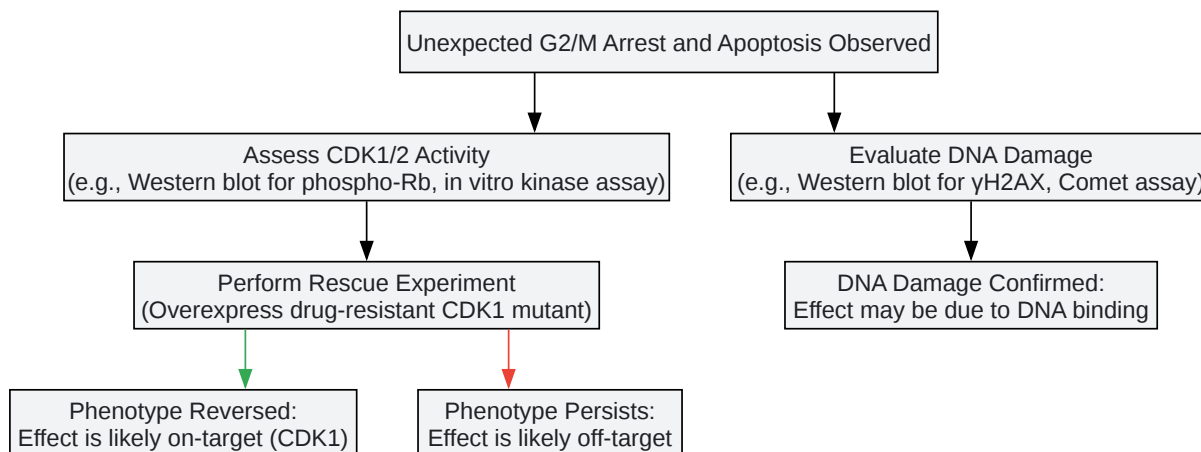 Unexpected G2/M Arrest and Apoptosis Observed
Assess CDK1/2 Activity
(e.g., Western blot for phospho-Rb, in vitro kinase assay)
Evaluate DNA Damage
(e.g., Western blot for γH2AX, Comet assay)
Perform Rescue Experiment
(Overexpress drug-resistant CDK1 mutant)
DNA Damage Confirmed:
Effect may be due to DNA binding
Phenotype Reversed:
Effect is likely on-target (CDK1)
Phenotype Persists:
Effect is likely off-target